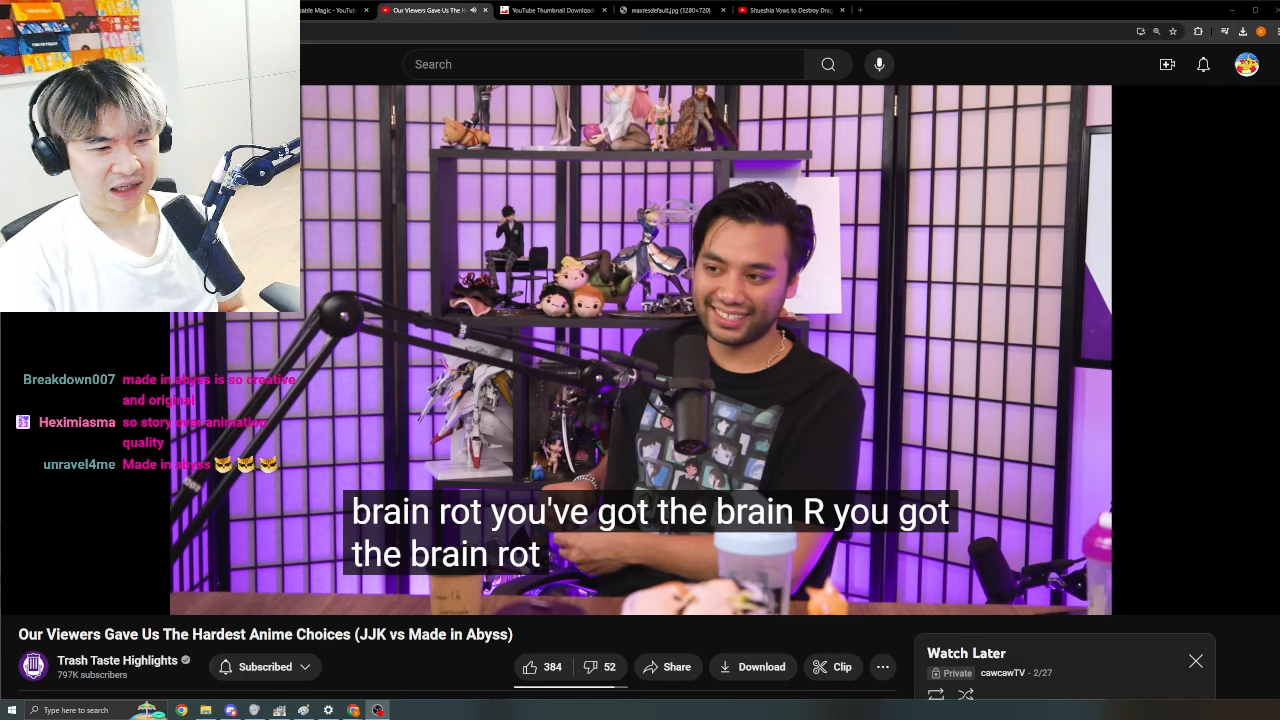 able Magic - YouTub
Our Viewers Gave Us The H
YouTube Thumbnail Download
maxresdefault.jpg (1280×720)
Shueshia Vows to Destroy Drag
Search
Breakdown007 made in abyss is so creative
and original
Heximiasma so story over animation
quality
unravel4me Made in abyss
brain rot you've got the brain R you got
the brain rot
Our Viewers Gave Us The Hardest Anime Choices (JJK vs Made in Abyss)
Trash Taste Highlights
797K subscribers
Subscribed
384
52
Share
Download
Clip
Watch Later
Private cawcawTV - 2/27
Type here to search